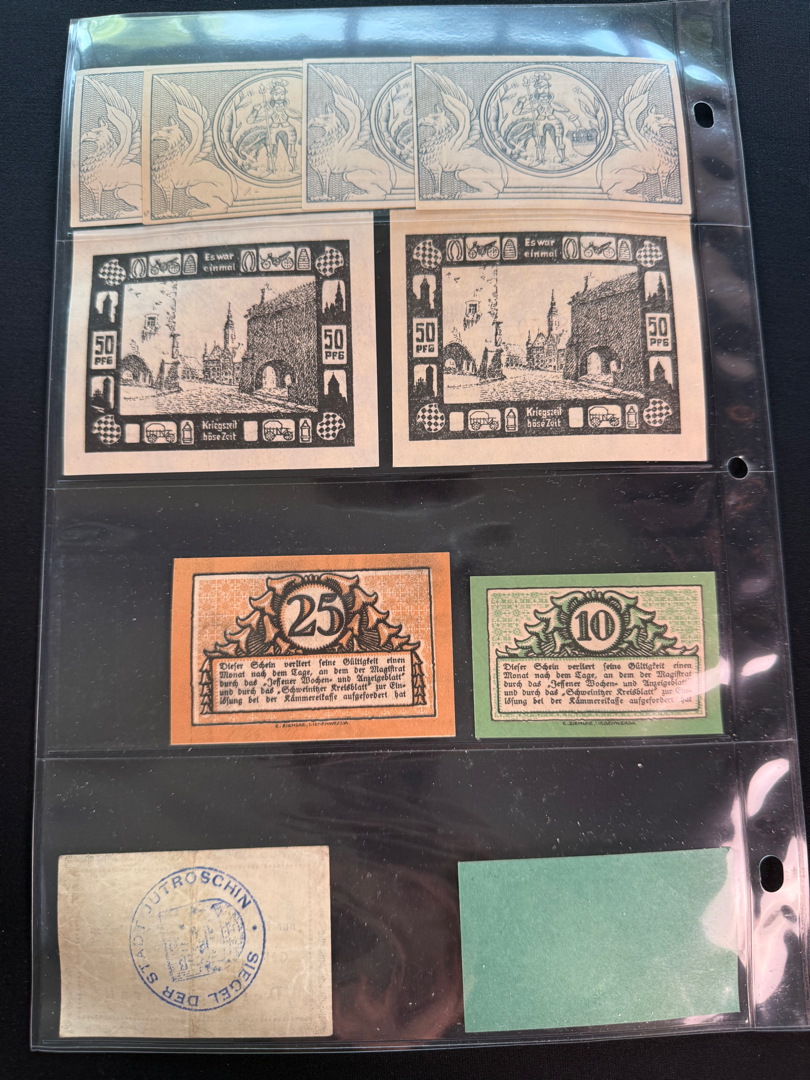 Es war
einmal
50
PFG
50
PFG
Kriegszeit
böse Zeit
Es war
einmal
50
PFG
50
PFG
Kriegszeit
böse Zeit
25
Dieser Schein verliert seine Gültigkeit einen
Monat nach dem Tage, an dem der Magistrat
durch das „Jessener Wochen- und Anzeigeblatt“
und durch das „Schweinitzer Kreisblatt“ zur Ein-
lösung bei der Kämmereikasse aufgefordert hat
10
Dieser Schein verliert seine Gültigkeit einen
Monat nach dem Tage, an dem der Magistrat
durch das „Jessener Wochen- und Anzeigeblatt“
und durch das „Schweinitzer Kreisblatt“ zur Ein-
lösung bei der Kämmereikasse aufgefordert hat
SIEGEL DER STADT JUTROSCHIN